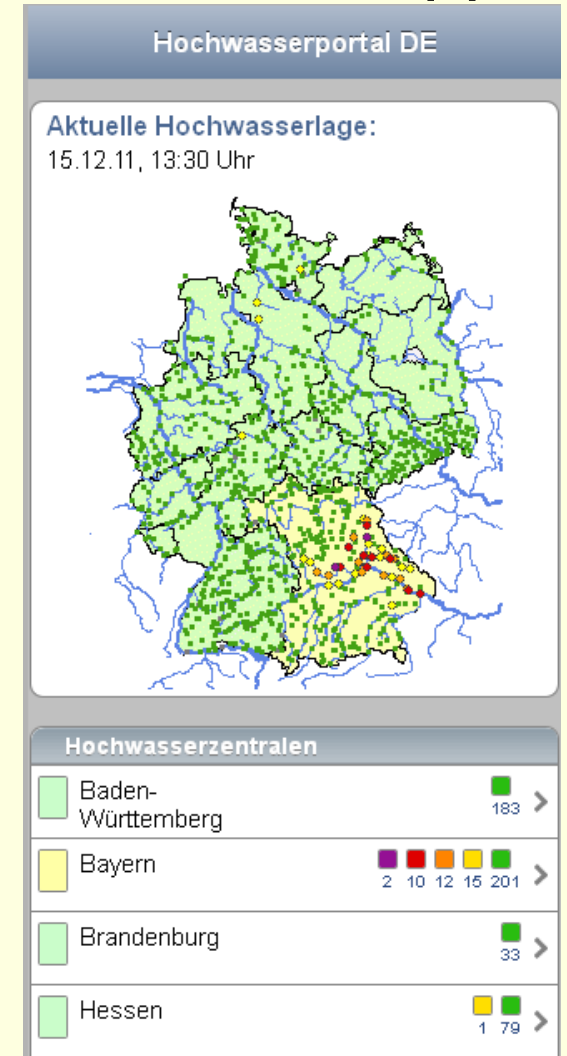 Hochwasserportal DE
Aktuelle Hochwasserlage:
15.12.11, 13:30 Uhr
Hochwasserzentralen
Baden-
Württemberg
183
Bayern
2 10 12 15 201
Brandenburg
33
Hessen
1 79